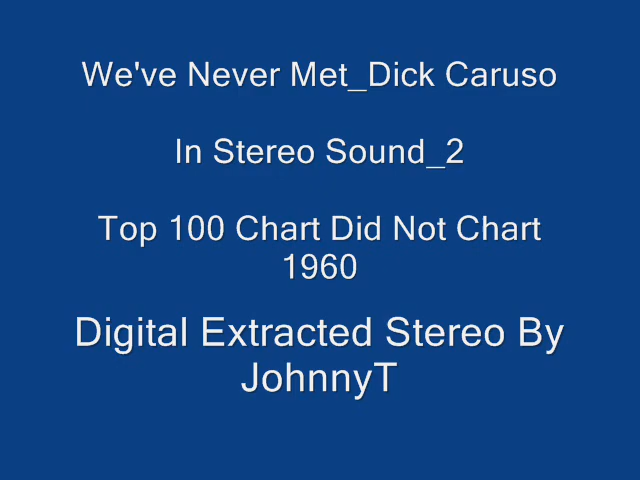 We've Never Met_Dick Caruso
In Stereo Sound_2
Top 100 Chart Did Not Chart
1960
Digital Extracted Stereo By
JohnnyT